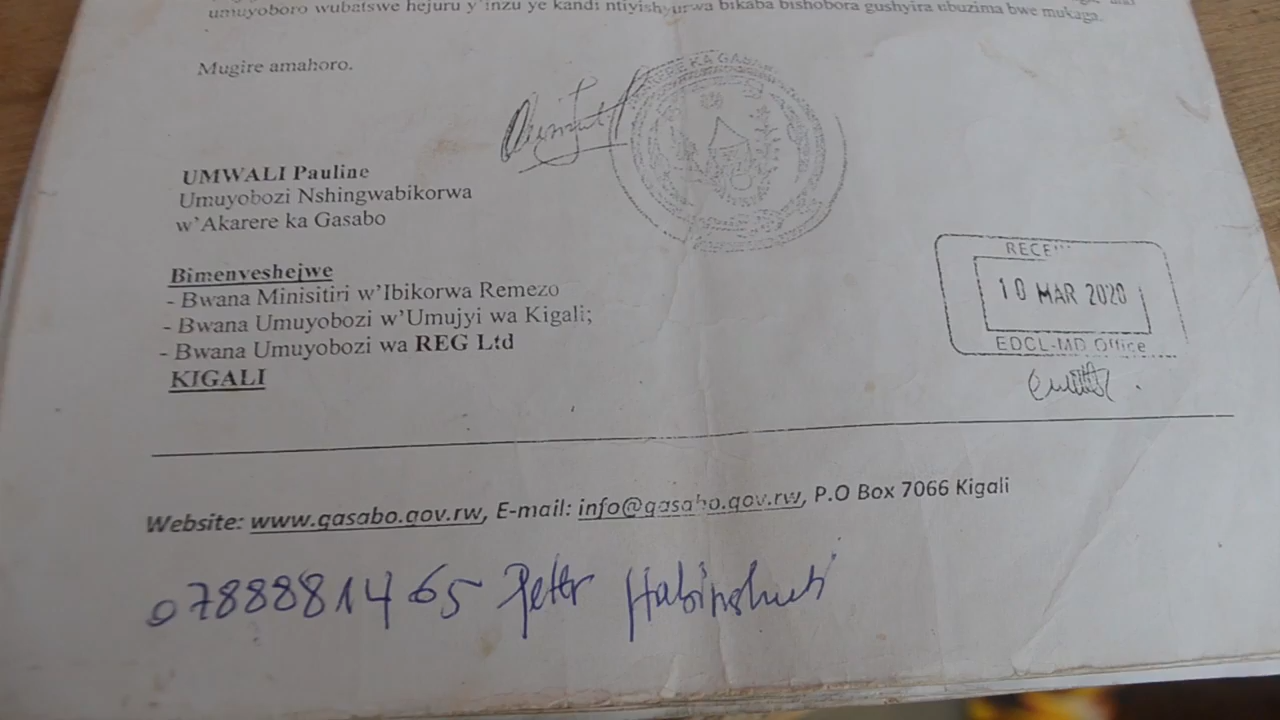 umuyoboro wubatswe hejuru y'inzu ye kandi ntiyishyurwa bikaba bishobora gushyira ubuzima bwe mukaga.
Mugire amahoro.
UMWALI Pauline
Umuyobozi Nshingwabikorwa
w'Akarere ka Gasabo
Bimenyeshejwe
- Bwana Minisitiri w'Ibikorwa Remezo
- Bwana Umuyobozi w'Umujyi wa Kigali;
- Bwana Umuyobozi wa REG Ltd
KIGALI
10 MAR 2020
EDCL-MD Office
Website: www.gasabo.gov.rw, E-mail: info@gasabo.gov.rw, P.O Box 7066 Kigali
0788881465 Peter Habinshuti